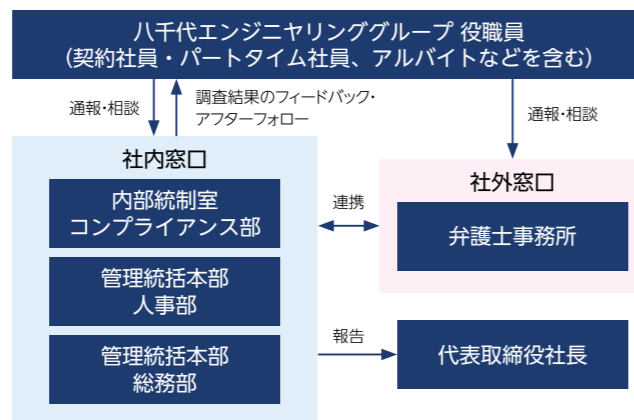 八千代エンジニヤリンググループ 役職員
(契約社員・パートタイム社員、アルバイトなどを含む)
通報・相談
調査結果のフィードバック・
アフターフォロー
通報・相談
社内窓口
内部統制室
コンプライアンス部
管理統括本部
人事部
管理統括本部
総務部
連携
社外窓口
弁護士事務所
報告
代表取締役社長